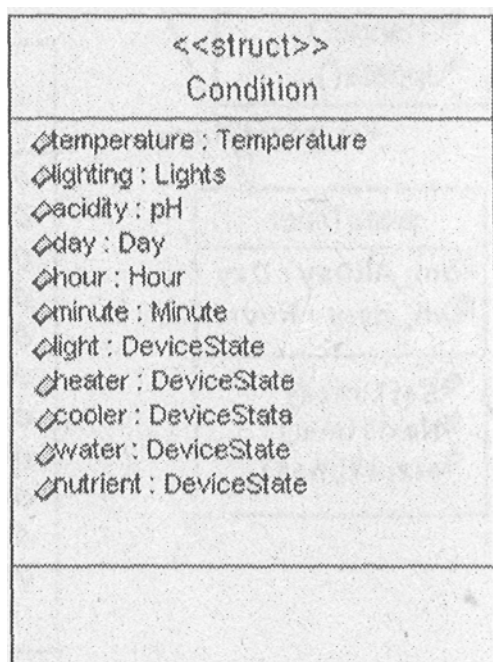 <<struct>>
Condition
temperature : Temperature
lighting : Lights
acidity : pH
day : Day
hour : Hour
minute : Minute
light : DeviceState
heater : DeviceState
cooler : DeviceStata
water : DeviceState
nutrient : DeviceState